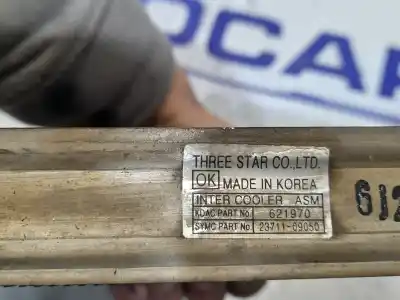 OCAR
THREE STAR CO.,LTD.
OK MADE IN KOREA
INTER COOLER ASM
KDAC PART No. 621970
SYMC PART No. 23711-09050